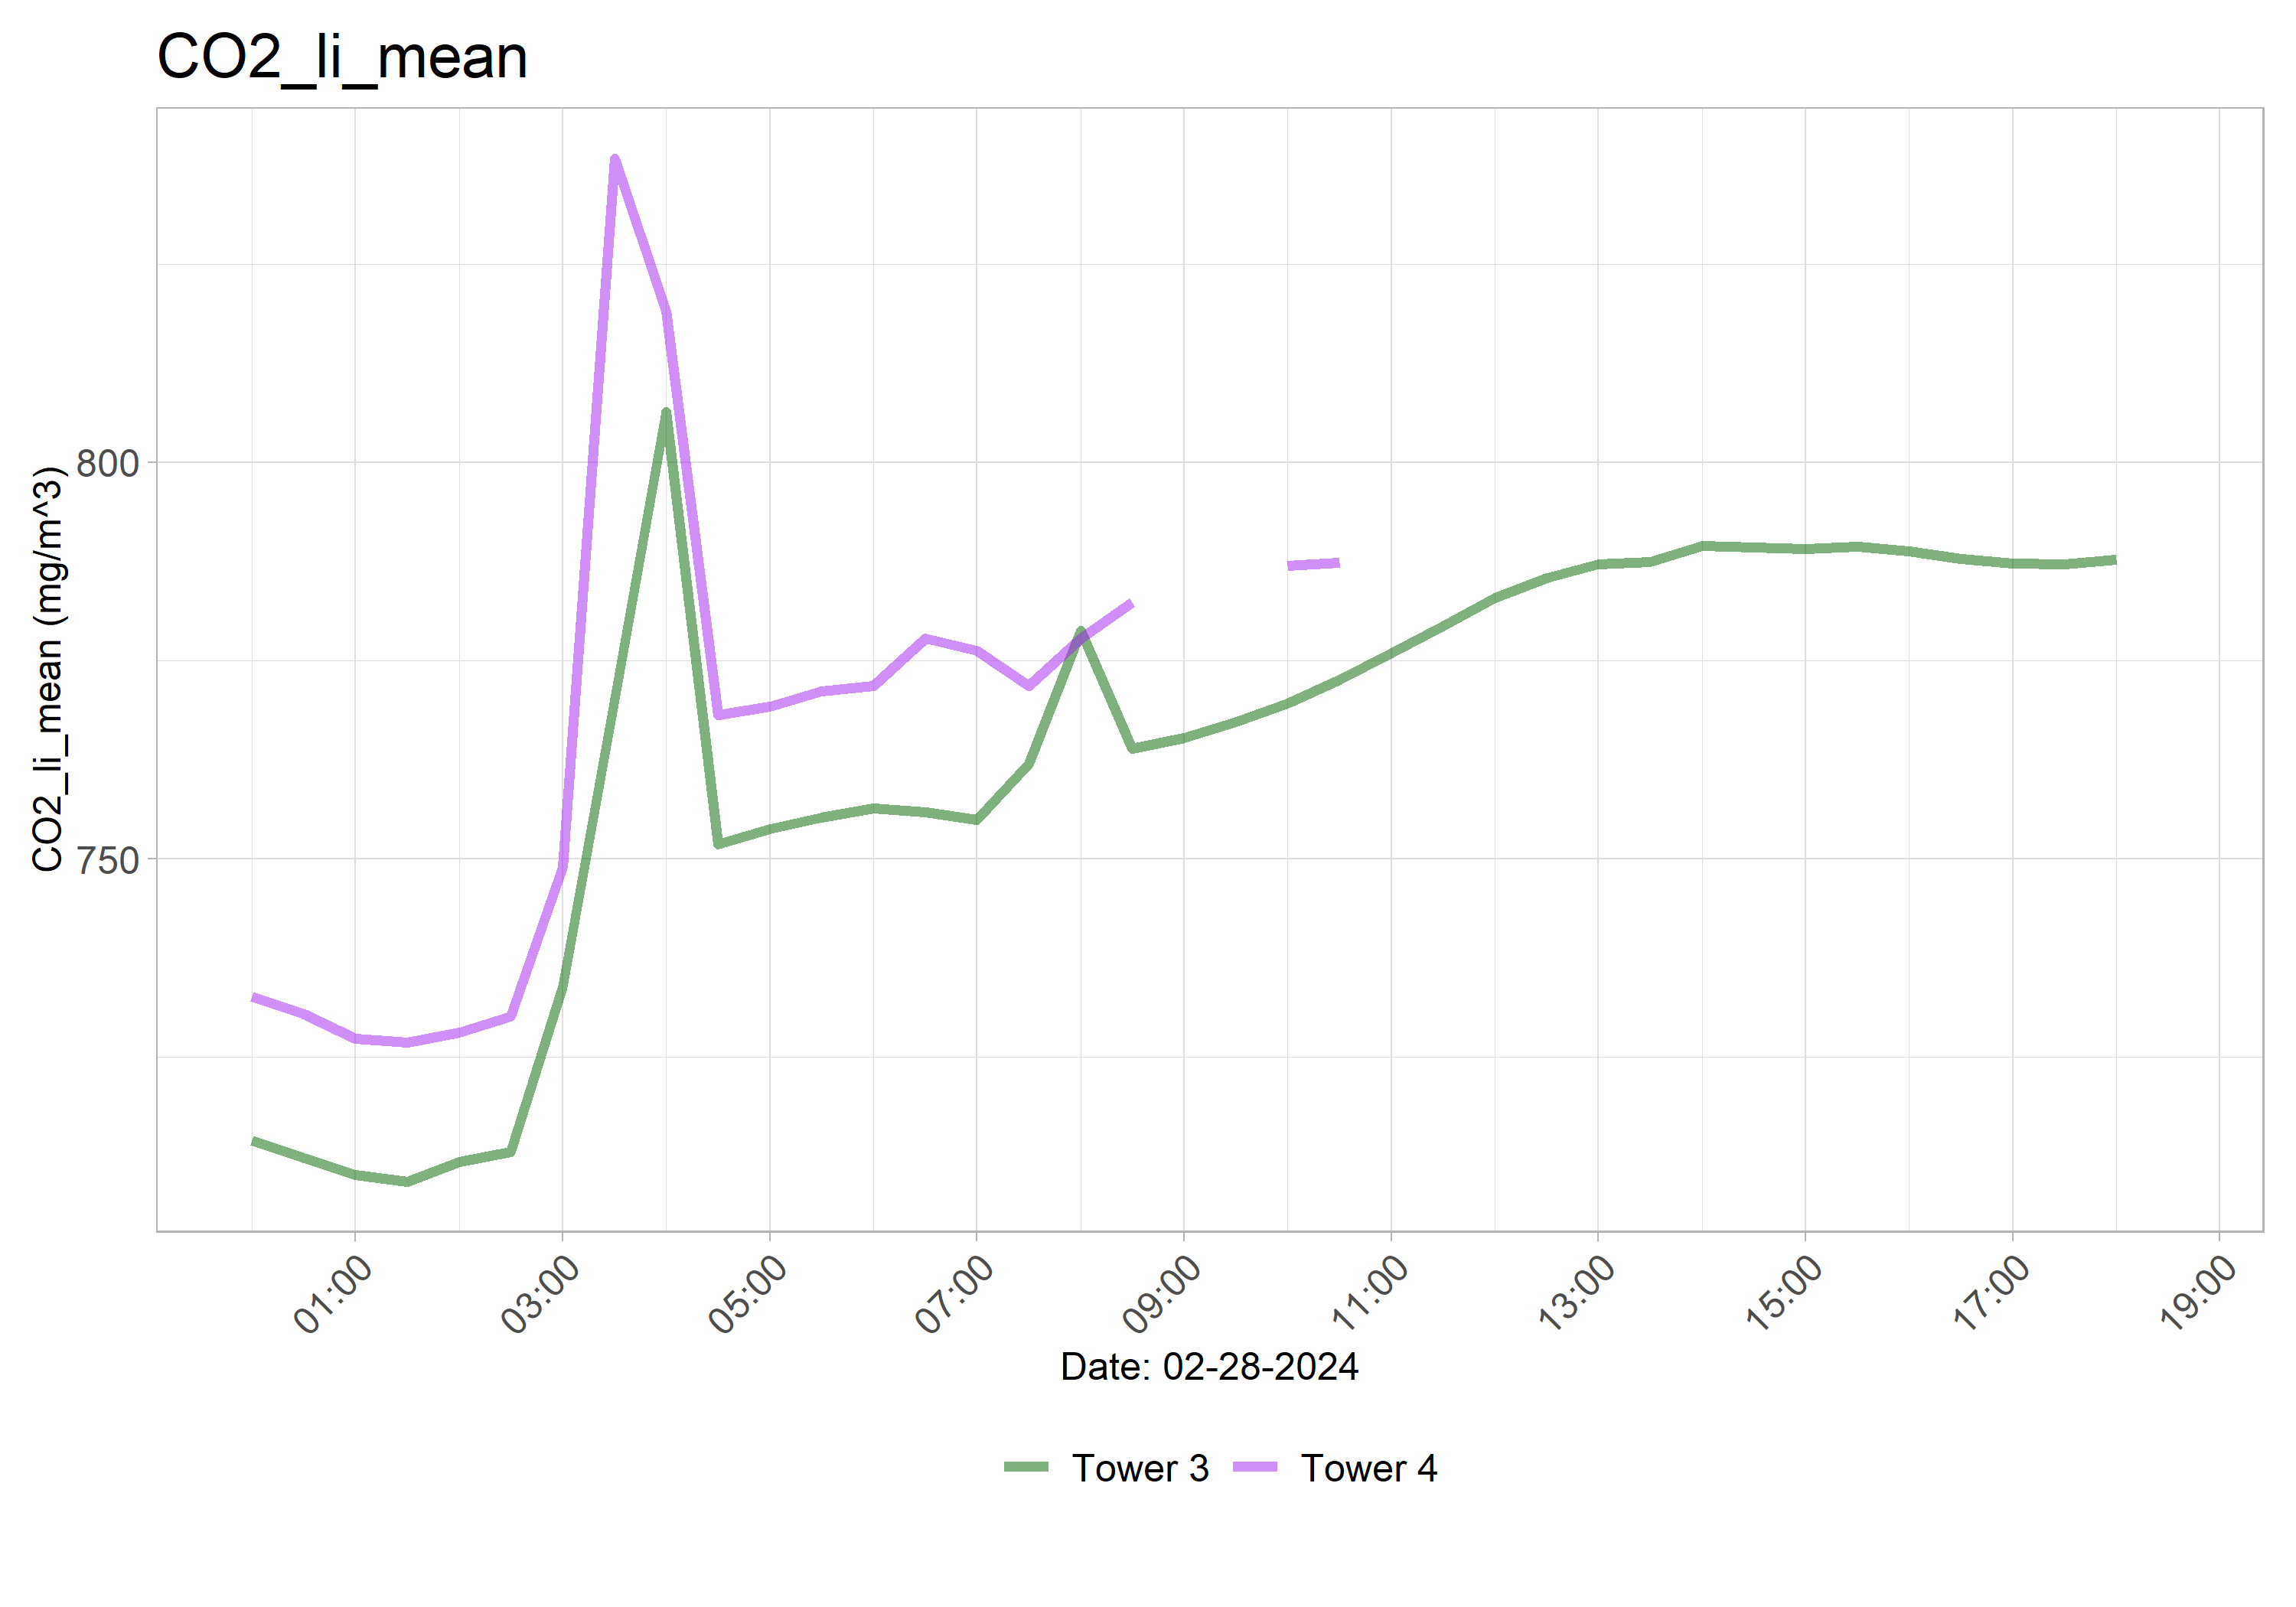 CO2_li_mean
CO2_li_mean (mg/m^3)
800
750
01:00
03:00
05:00
07:00
09:00
11:00
13:00
15:00
17:00
19:00
Date: 02-28-2024
Tower 3
Tower 4